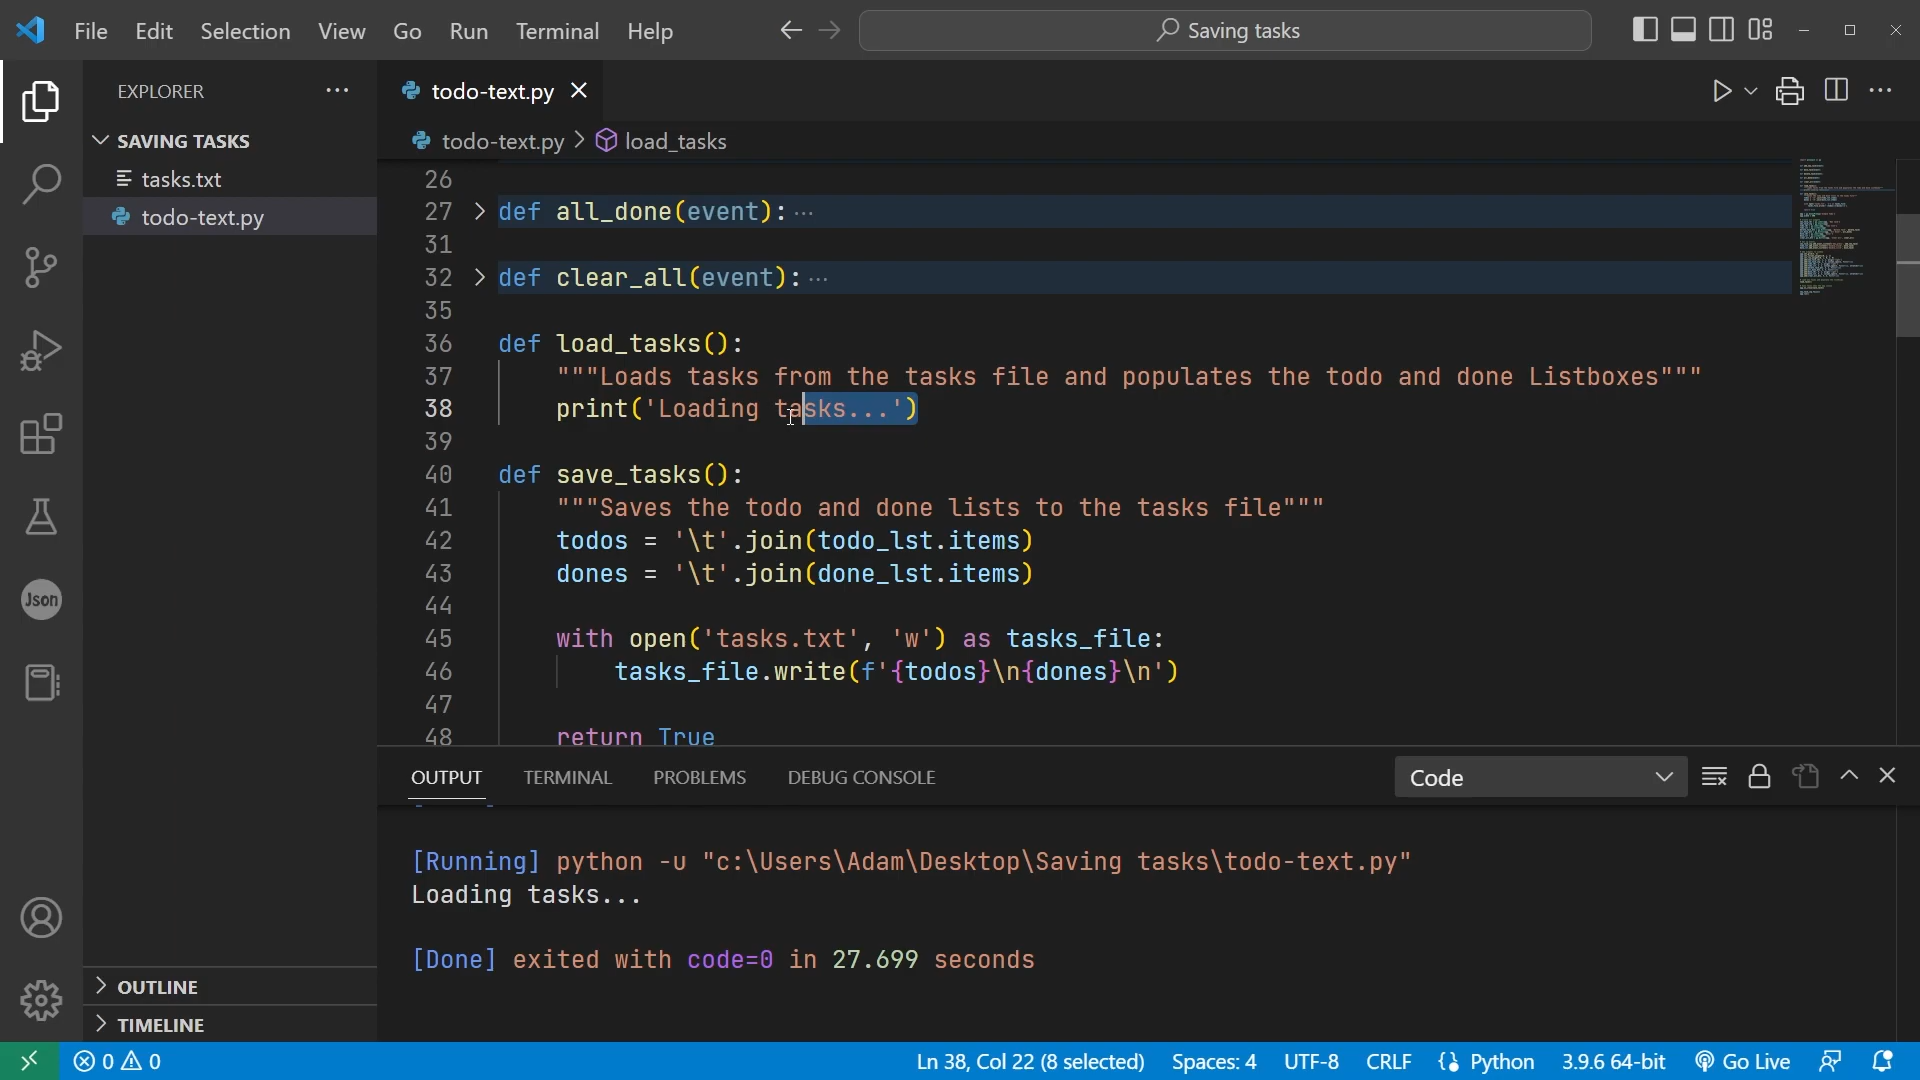 File Edit Selection View Go Run Terminal Help
Saving tasks
EXPLORER
SAVING TASKS
tasks.txt
todo-text.py
OUTLINE
TIMELINE
Json
todo-text.py
todo-text.py > load_tasks
26
27 def all_done(event): ...
31
32 def clear_all(event): ...
35
36 def load_tasks():
37 """Loads tasks from the tasks file and populates the todo and done Listboxes"""
38 print('Loading tasks...')
39
40 def save_tasks():
41 """Saves the todo and done lists to the tasks file"""
42 todos = '\t'.join(todo_lst.items)
43 dones = '\t'.join(done_lst.items)
44
45 with open('tasks.txt', 'w') as tasks_file:
46 tasks_file.write(f'{todos}\n{dones}\n')
47
48 return True
OUTPUT TERMINAL PROBLEMS DEBUG CONSOLE
Code
[Running] python -u "c:\Users\Adam\Desktop\Saving tasks\todo-text.py"
Loading tasks...
[Done] exited with code=0 in 27.699 seconds
0 0 Ln 38, Col 22 (8 selected) Spaces: 4 UTF-8 CRLF Python 3.9.6 64-bit Go Live